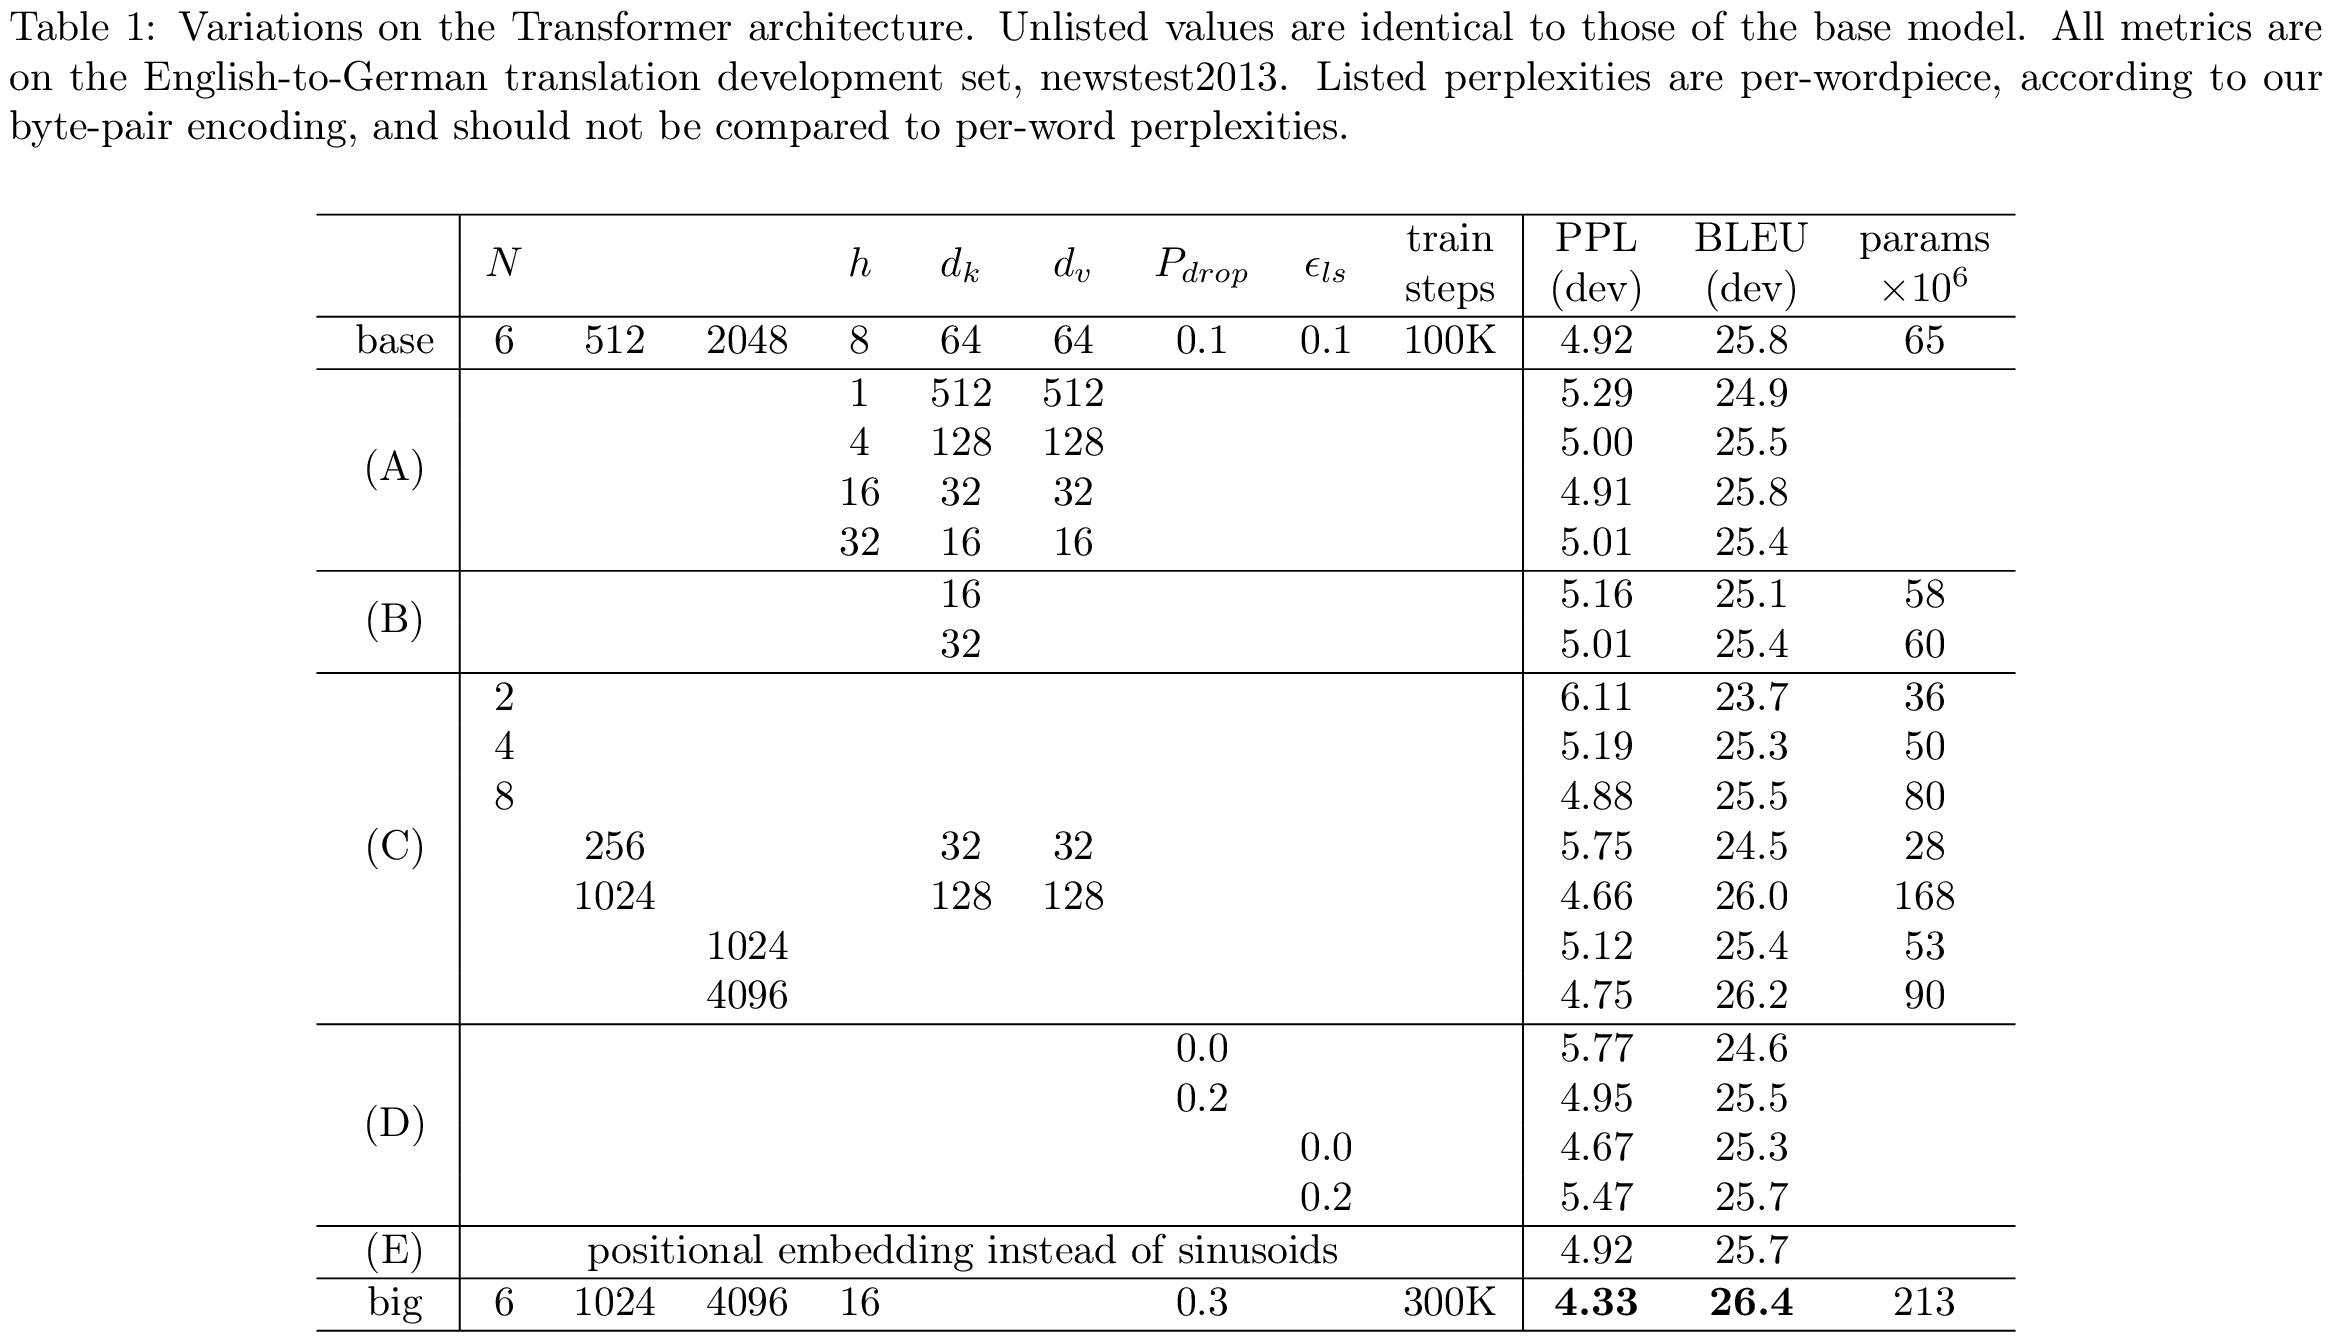 Table 1: Variations on the Transformer architecture. Unlisted values are identical to those of the base model. All metrics are
on the English-to-German translation development set, newstest2013. Listed perplexities are per-wordpiece, according to our
byte-pair encoding, and should not be compared to per-word perplexities.
N h d_k d_v P_drop ϵ_ls train steps PPL (dev) BLEU (dev) params ×10^6
base 6 512 2048 8 64 64 0.1 0.1 100K 4.92 25.8 65
(A)
1 512 512 5.29 24.9
4 128 128 5.00 25.5
16 32 32 4.91 25.8
32 16 16 5.01 25.4
(B)
16 5.16 25.1 58
32 5.01 25.4 60
(C)
2 6.11 23.7 36
4 5.19 25.3 50
8 4.88 25.5 80
256 32 32 5.75 24.5 28
1024 128 128 4.66 26.0 168
1024 5.12 25.4 53
4096 4.75 26.2 90
(D)
0.0 5.77 24.6
0.2 4.95 25.5
0.0 4.67 25.3
0.2 5.47 25.7
(E) positional embedding instead of sinusoids 4.92 25.7
big 6 1024 4096 16 0.3 300K 4.33 26.4 213